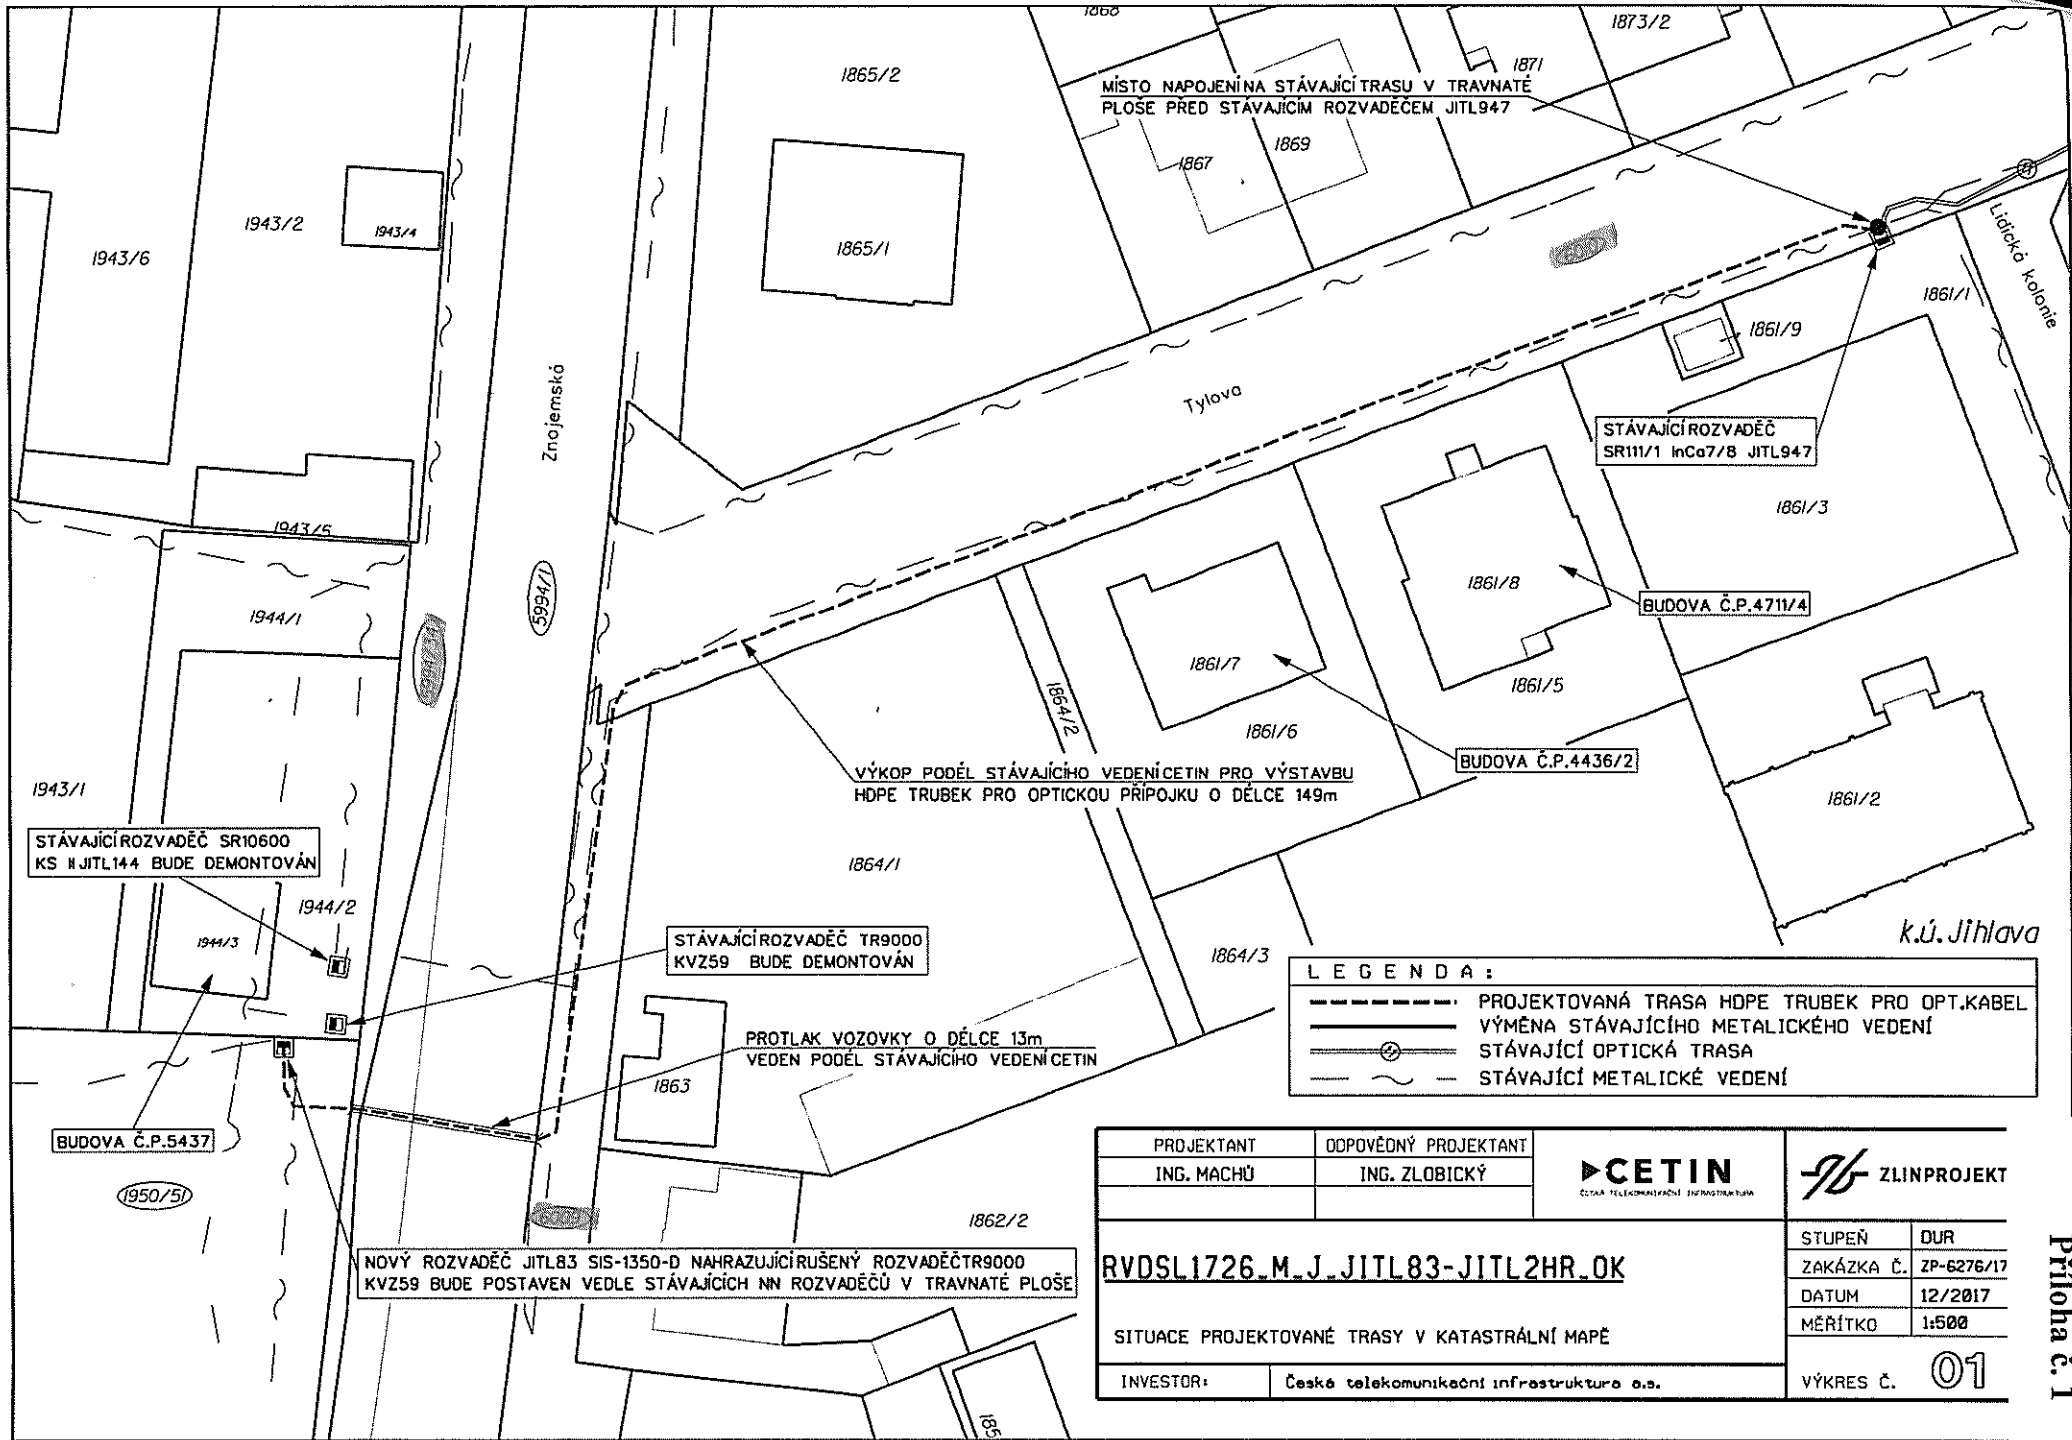 1868
1873/2
1865/2
1871
MÍSTO NAPOJENÍ NA STÁVAJÍCÍ TRASU V TRAVNATÉ
PLOŠE PŘED STÁVAJÍCÍM ROZVADĚČEM JITL947
1867
1869
1943/2
1943/4
1943/6
1865/1
Lidická kolonie
1861/1
1861/9
Znojemská
Tylova
STÁVAJÍCÍ ROZVADĚČ
SR111/1 InCa7/8 JITL947
1861/3
1943/5
5994/1
1861/8
BUDOVA Č.P.4711/4
1944/1
1861/7
1864/2
1861/5
1861/6
BUDOVA Č.P.4436/2
VÝKOP PODÉL STÁVAJÍCÍHO VEDENÍ CETIN PRO VÝSTAVBU
HDPE TRUBEK PRO OPTICKOU PŘÍPOJKU O DÉLCE 149m
1943/1
1861/2
STÁVAJÍCÍ ROZVADĚČ SR10600
KS II JITL144 BUDE DEMONTOVÁN
1864/1
1944/2
1944/3
STÁVAJÍCÍ ROZVADĚČ TR9000
KVZ59 BUDE DEMONTOVÁN
1864/3
k.ú. Jihlava
LEGENDA:
PROJEKTOVANÁ TRASA HDPE TRUBEK PRO OPT.KABEL
VÝMĚNA STÁVAJÍCÍHO METALICKÉHO VEDENÍ
STÁVAJÍCÍ OPTICKÁ TRASA
STÁVAJÍCÍ METALICKÉ VEDENÍ
PROTLAK VOZOVKY O DÉLCE 13m
VEDEN PODÉL STÁVAJÍCÍHO VEDENÍ CETIN
1863
BUDOVA Č.P.5437
1950/51
6009
1862/2
NOVÝ ROZVADĚČ JITL83 SIS-1350-D NAHRAZUJÍCÍ RUŠENÝ ROZVADĚČ TR9000
KVZ59 BUDE POSTAVEN VEDLE STÁVAJÍCÍCH NN ROZVADĚČŮ V TRAVNATÉ PLOŠE
185
PROJEKTANT
ODPOVĚDNÝ PROJEKTANT
ING. MACHŮ
ING. ZLOBICKÝ
CETIN
ČESKÁ TELEKOMUNIKAČNÍ INFRASTRUKTURA
ZLINPROJEKT
RVDSL1726_M_J_JITL83-JITL2HR_OK
SITUACE PROJEKTOVANÉ TRASY V KATASTRÁLNÍ MAPĚ
INVESTOR:
Česká telekomunikační infrastruktura a.s.
STUPEŇ
DUR
ZAKÁZKA Č.
ZP-6276/17
DATUM
12/2017
MĚŘÍTKO
1:500
VÝKRES Č.
01
Příloha č. 1